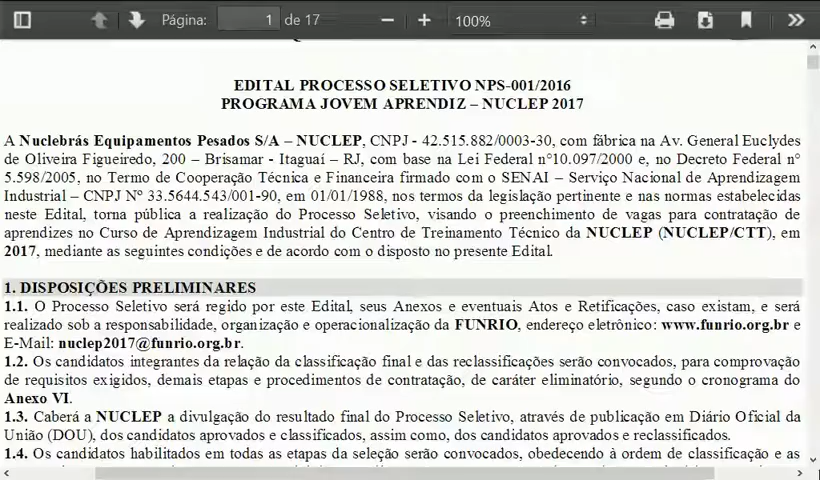 Página: 1 de 17 100%
EDITAL PROCESSO SELETIVO NPS-001/2016
PROGRAMA JOVEM APRENDIZ – NUCLEP 2017
A Nuclebrás Equipamentos Pesados S/A – NUCLEP, CNPJ - 42.515.882/0003-30, com fábrica na Av. General Euclydes
de Oliveira Figueiredo, 200 – Brisamar - Itaguaí – RJ, com base na Lei Federal n°10.097/2000 e, no Decreto Federal n°
5.598/2005, no Termo de Cooperação Técnica e Financeira firmado com o SENAI – Serviço Nacional de Aprendizagem
Industrial – CNPJ Nº 33.5644.543/001-90, em 01/01/1988, nos termos da legislação pertinente e nas normas estabelecidas
neste Edital, torna pública a realização do Processo Seletivo, visando o preenchimento de vagas para contratação de
aprendizes no Curso de Aprendizagem Industrial do Centro de Treinamento Técnico da NUCLEP (NUCLEP/CTT), em
2017, mediante as seguintes condições e de acordo com o disposto no presente Edital.
1. DISPOSIÇÕES PRELIMINARES
1.1. O Processo Seletivo será regido por este Edital, seus Anexos e eventuais Atos e Retificações, caso existam, e será
realizado sob a responsabilidade, organização e operacionalização da FUNRIO, endereço eletrônico: www.funrio.org.br e
E-Mail: nuclep2017@funrio.org.br.
1.2. Os candidatos integrantes da relação da classificação final e das reclassificações serão convocados, para comprovação
de requisitos exigidos, demais etapas e procedimentos de contratação, de caráter eliminatório, segundo o cronograma do
Anexo VI.
1.3. Caberá a NUCLEP a divulgação do resultado final do Processo Seletivo, através de publicação em Diário Oficial da
União (DOU), dos candidatos aprovados e classificados, assim como, dos candidatos aprovados e reclassificados.
1.4. Os candidatos habilitados em todas as etapas da seleção serão convocados, obedecendo à ordem de classificação e as